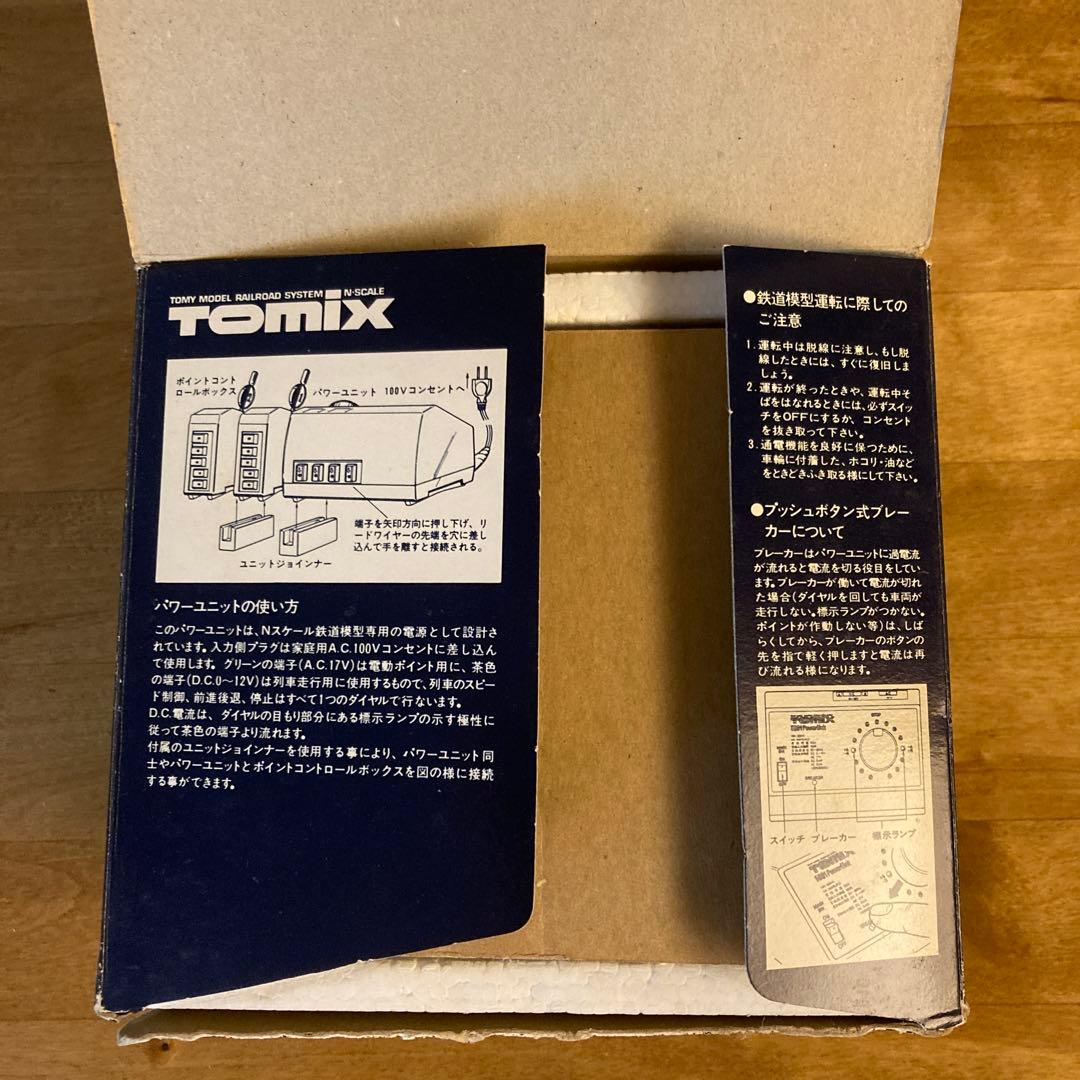 TOMY MODEL RAILROAD SYSTEM N-SCALE
TOMIX
ポイントコント
ロールボックス
パワーユニット 100Vコンセントへ
端子を矢印方向に押し下げ、リ
ードワイヤーの先端を穴に差し
込んで手を離すと接続される。
ユニットジョインナー
パワーユニットの使い方
このパワーユニットは、Nスケール鉄道模型専用の電源として設計さ
れています。入力側プラグは家庭用A.C.100Vコンセントに差し込ん
で使用します。グリーンの端子(A.C.17V)は電動ポイント用に、茶色
の端子(D.C.0~12V)は列車走行用に使用するもので、列車のスピー
ド制御、前進後退、停止はすべて1つのダイヤルで行ないます。
D.C.電流は、ダイヤルの目もり部分にある標示ランプの示す極性に
従って茶色の端子より流れます。
付属のユニットジョインナーを使用する事により、パワーユニット同
士やパワーユニットとポイントコントロールボックスを図の様に接続
する事ができます。
●鉄道模型運転に際しての
ご注意
1. 運転中は脱線に注意し、もし脱
線したときには、すぐに復旧しま
しょう。
2. 運転が終ったときや、運転中そ
ばをはなれるときには、必ずスイッ
チをOFFにするか、コンセント
を抜き取って下さい。
3. 通電機能を良好に保つために、
車輪に付着した、ホコリ・油など
をときどきふき取る様にして下さい。
●プッシュボタン式ブレー
カーについて
ブレーカーはパワーユニットに過電流
が流れると電流を切る役目をしてい
ます。ブレーカーが働いて電流が切れ
た場合(ダイヤルを回しても車両が
走行しない。標示ランプがつかない。
ポイントが作動しない等)は、しば
らくしてから、ブレーカーのボタンの
先を指で軽く押しますと電流は再
び流れる様になります。
TOMIX
5001 PowerUnit
スイッチ ブレーカー 標示ランプ
TOMIX
5001 PowerUnit